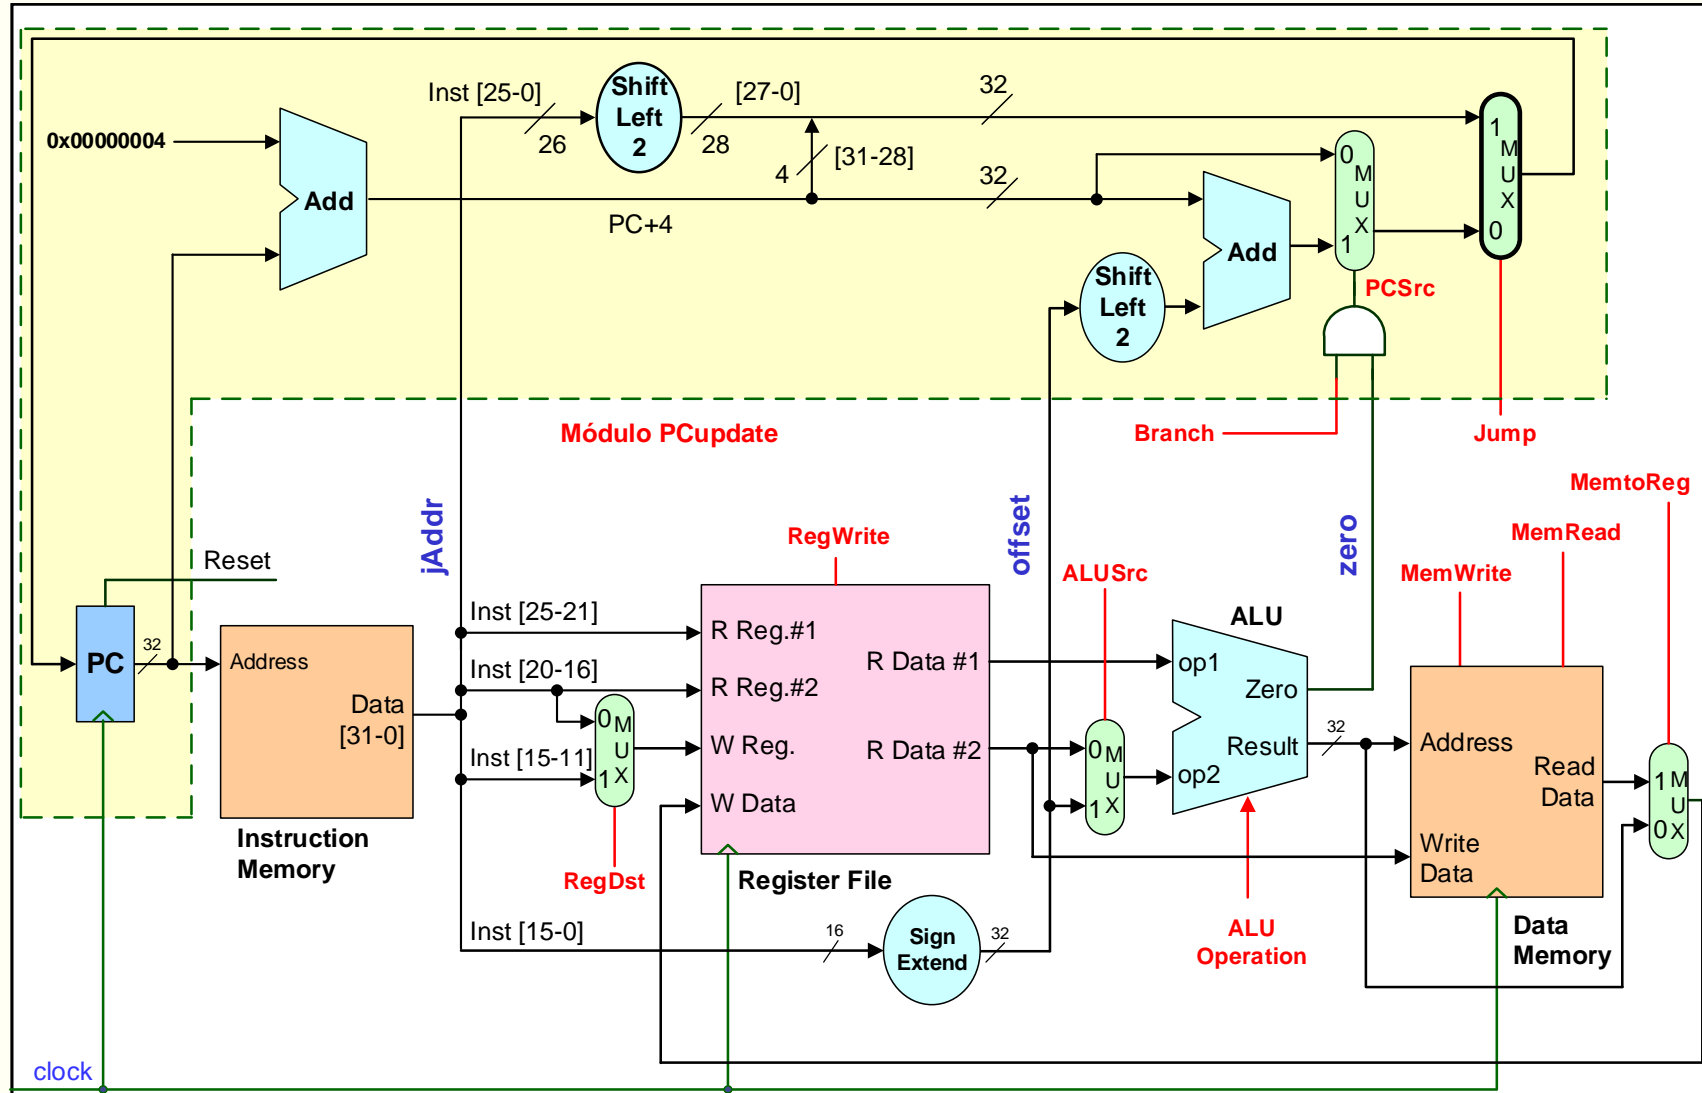 Inst [25-0]
Shift
Left
2
[27-0]
32
26
28
0x00000004
4
[31-28]
1
M
U
X
0
Add
PC+4
32
0
M
U
X
1
Add
Shift
Left
2
PCSrc
Módulo PCupdate
Branch
Jump
MemtoReg
jAddr
offset
zero
Reset
RegWrite
MemRead
ALUSrc
MemWrite
PC
32
Address
Data
[31-0]
Instruction
Memory
Inst [25-21]
Inst [20-16]
Inst [15-11]
0
M
U
X
1
RegDst
R Reg.#1
R Reg.#2
W Reg.
W Data
R Data #1
R Data #2
Register File
0
M
U
X
1
ALU
op1
Zero
Result
op2
32
ALU
Operation
Address
Read
Data
Write
Data
Data
Memory
1
M
U
X
0
Inst [15-0]
16
Sign
Extend
32
clock